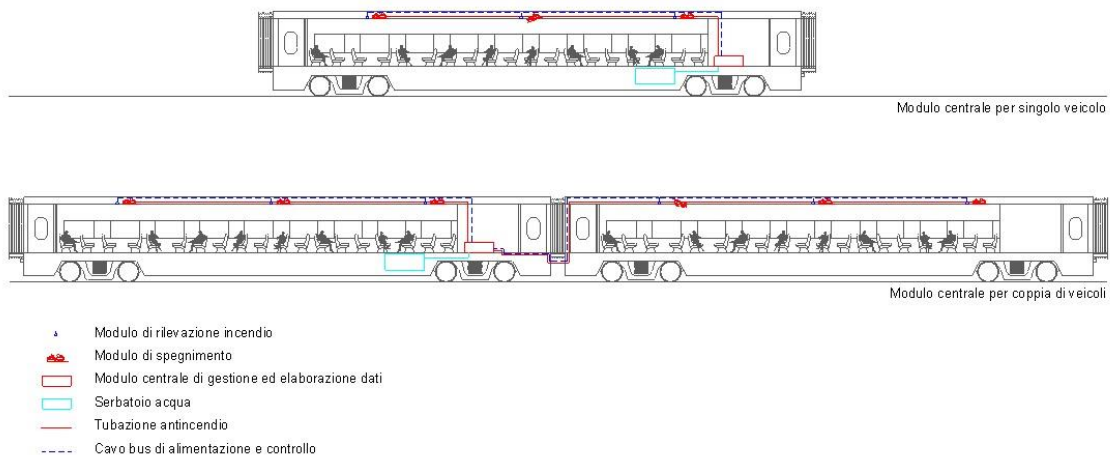 Modulo centrale per singolo veicolo
Modulo centrale per coppia di veicoli
Modulo di rilevazione incendio
Modulo di spegnimento
Modulo centrale di gestione ed elaborazione dati
Serbatoio acqua
Tubazione antincendio
Cavo bus di alimentazione e controllo